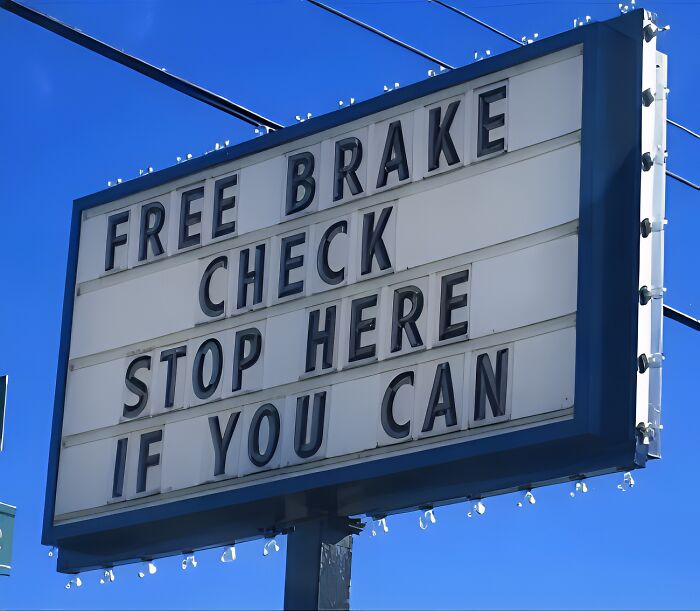 FREE BRAKE
CHECK
STOP HERE
IF YOU CAN